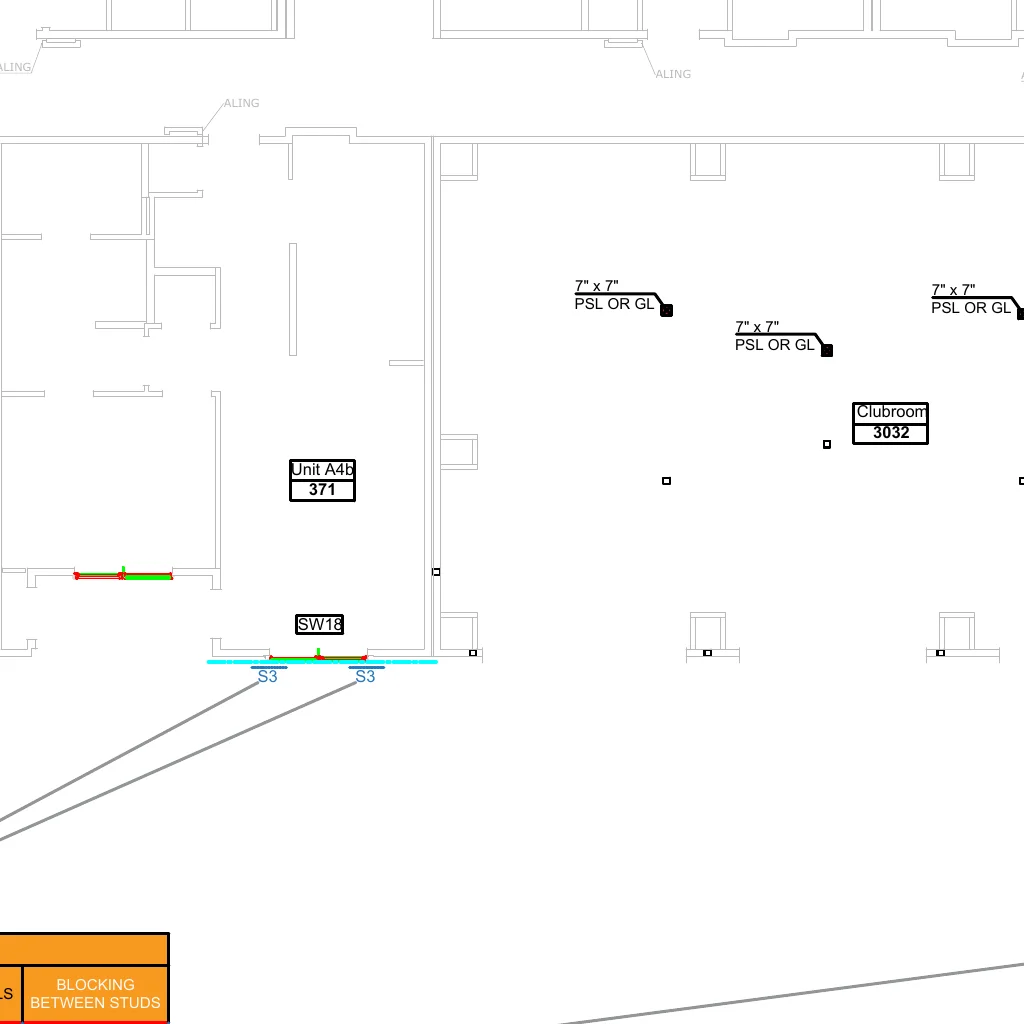 ALING
ALING
ALING
7" x 7"
PSL OR GL
7" x 7"
PSL OR GL
7" x 7"
PSL OR GL
Clubroom
3032
Unit A4b
371
SW18
S3
S3
LS
BLOCKING
BETWEEN STUDS